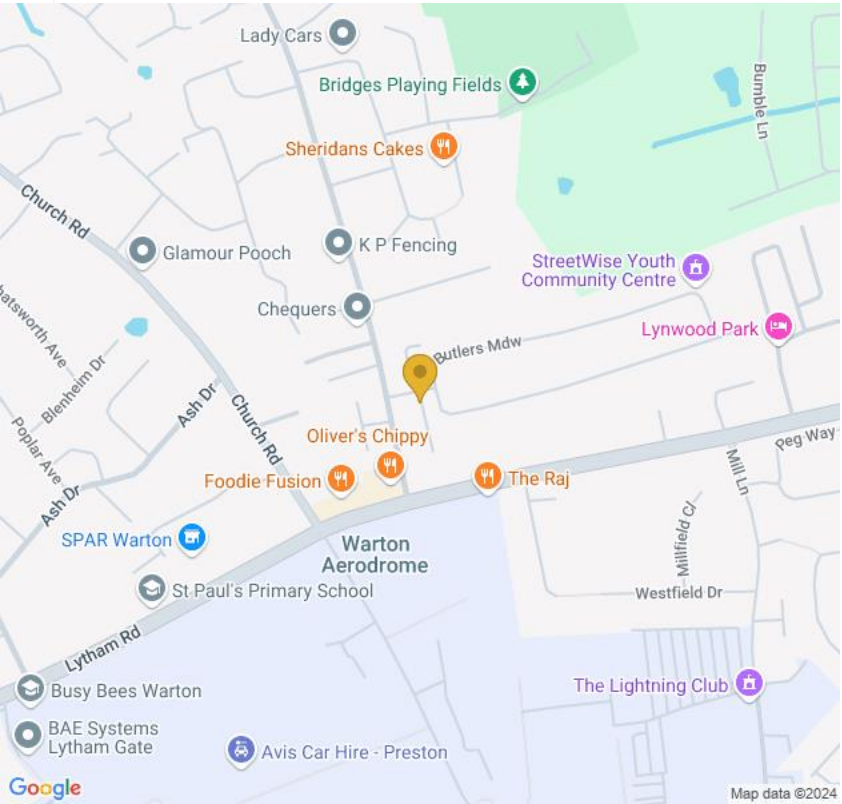 Lady Cars
Bridges Playing Fields
Bumble Ln
Sheridans Cakes
Church Rd
Glamour Pooch
K P Fencing
StreetWise Youth
Community Centre
Chequers
Lynwood Park
hatsworth Ave
Blenheim Dr
Butlers Mdw
Ash Dr
Church Rd
Poplar Ave
Oliver's Chippy
Foodie Fusion
The Raj
Peg Way
Mill Ln
Ash Dr
SPAR Warton
Warton
Aerodrome
Millfield Cl
St Paul's Primary School
Westfield Dr
Lytham Rd
Busy Bees Warton
The Lightning Club
BAE Systems
Lytham Gate
Avis Car Hire - Preston
Google
Map data ©2024